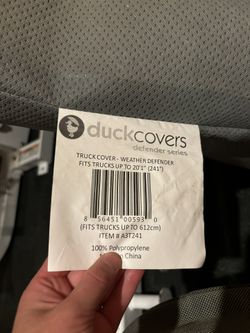 duckcovers
defender series
TRUCK COVER - WEATHER DEFENDER
FITS TRUCKS UP TO 20'1" (241")
8 56451 00593 0
(FITS TRUCKS UP TO 612cm)
ITEM # A3T241
100% Polypropylene
in China